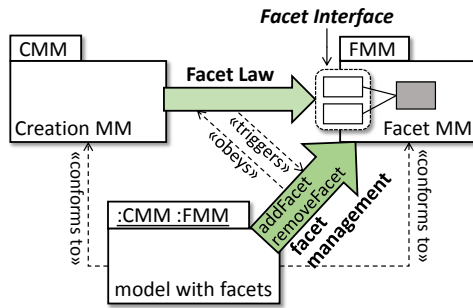 Facet Interface
CMM
FMM
Facet Law
Creation MM
Facet MM
«triggers»
«obeys»
«conforms to»
«conforms to»
addFacet
removeFacet
facet
management
:CMM :FMM
model with facets